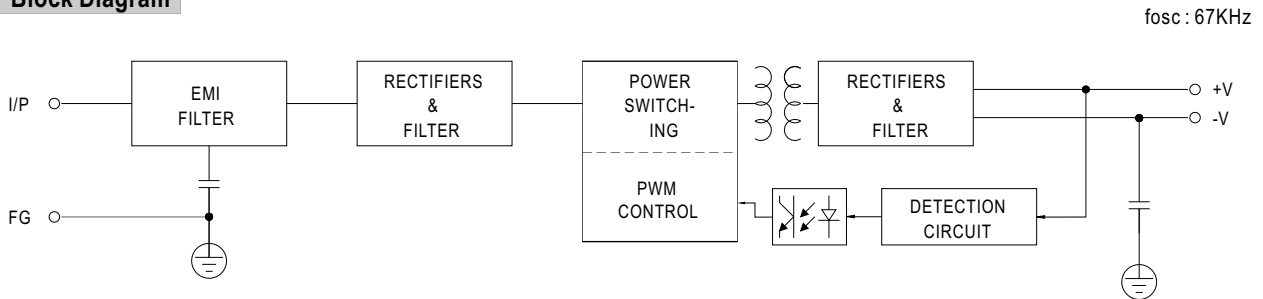 Block Diagram
fosc : 67KHz
I/P
EMI
FILTER
RECTIFIERS
&
FILTER
POWER
SWITCH-
ING
PWM
CONTROL
RECTIFIERS
&
FILTER
+V
-V
DETECTION
CIRCUIT
FG